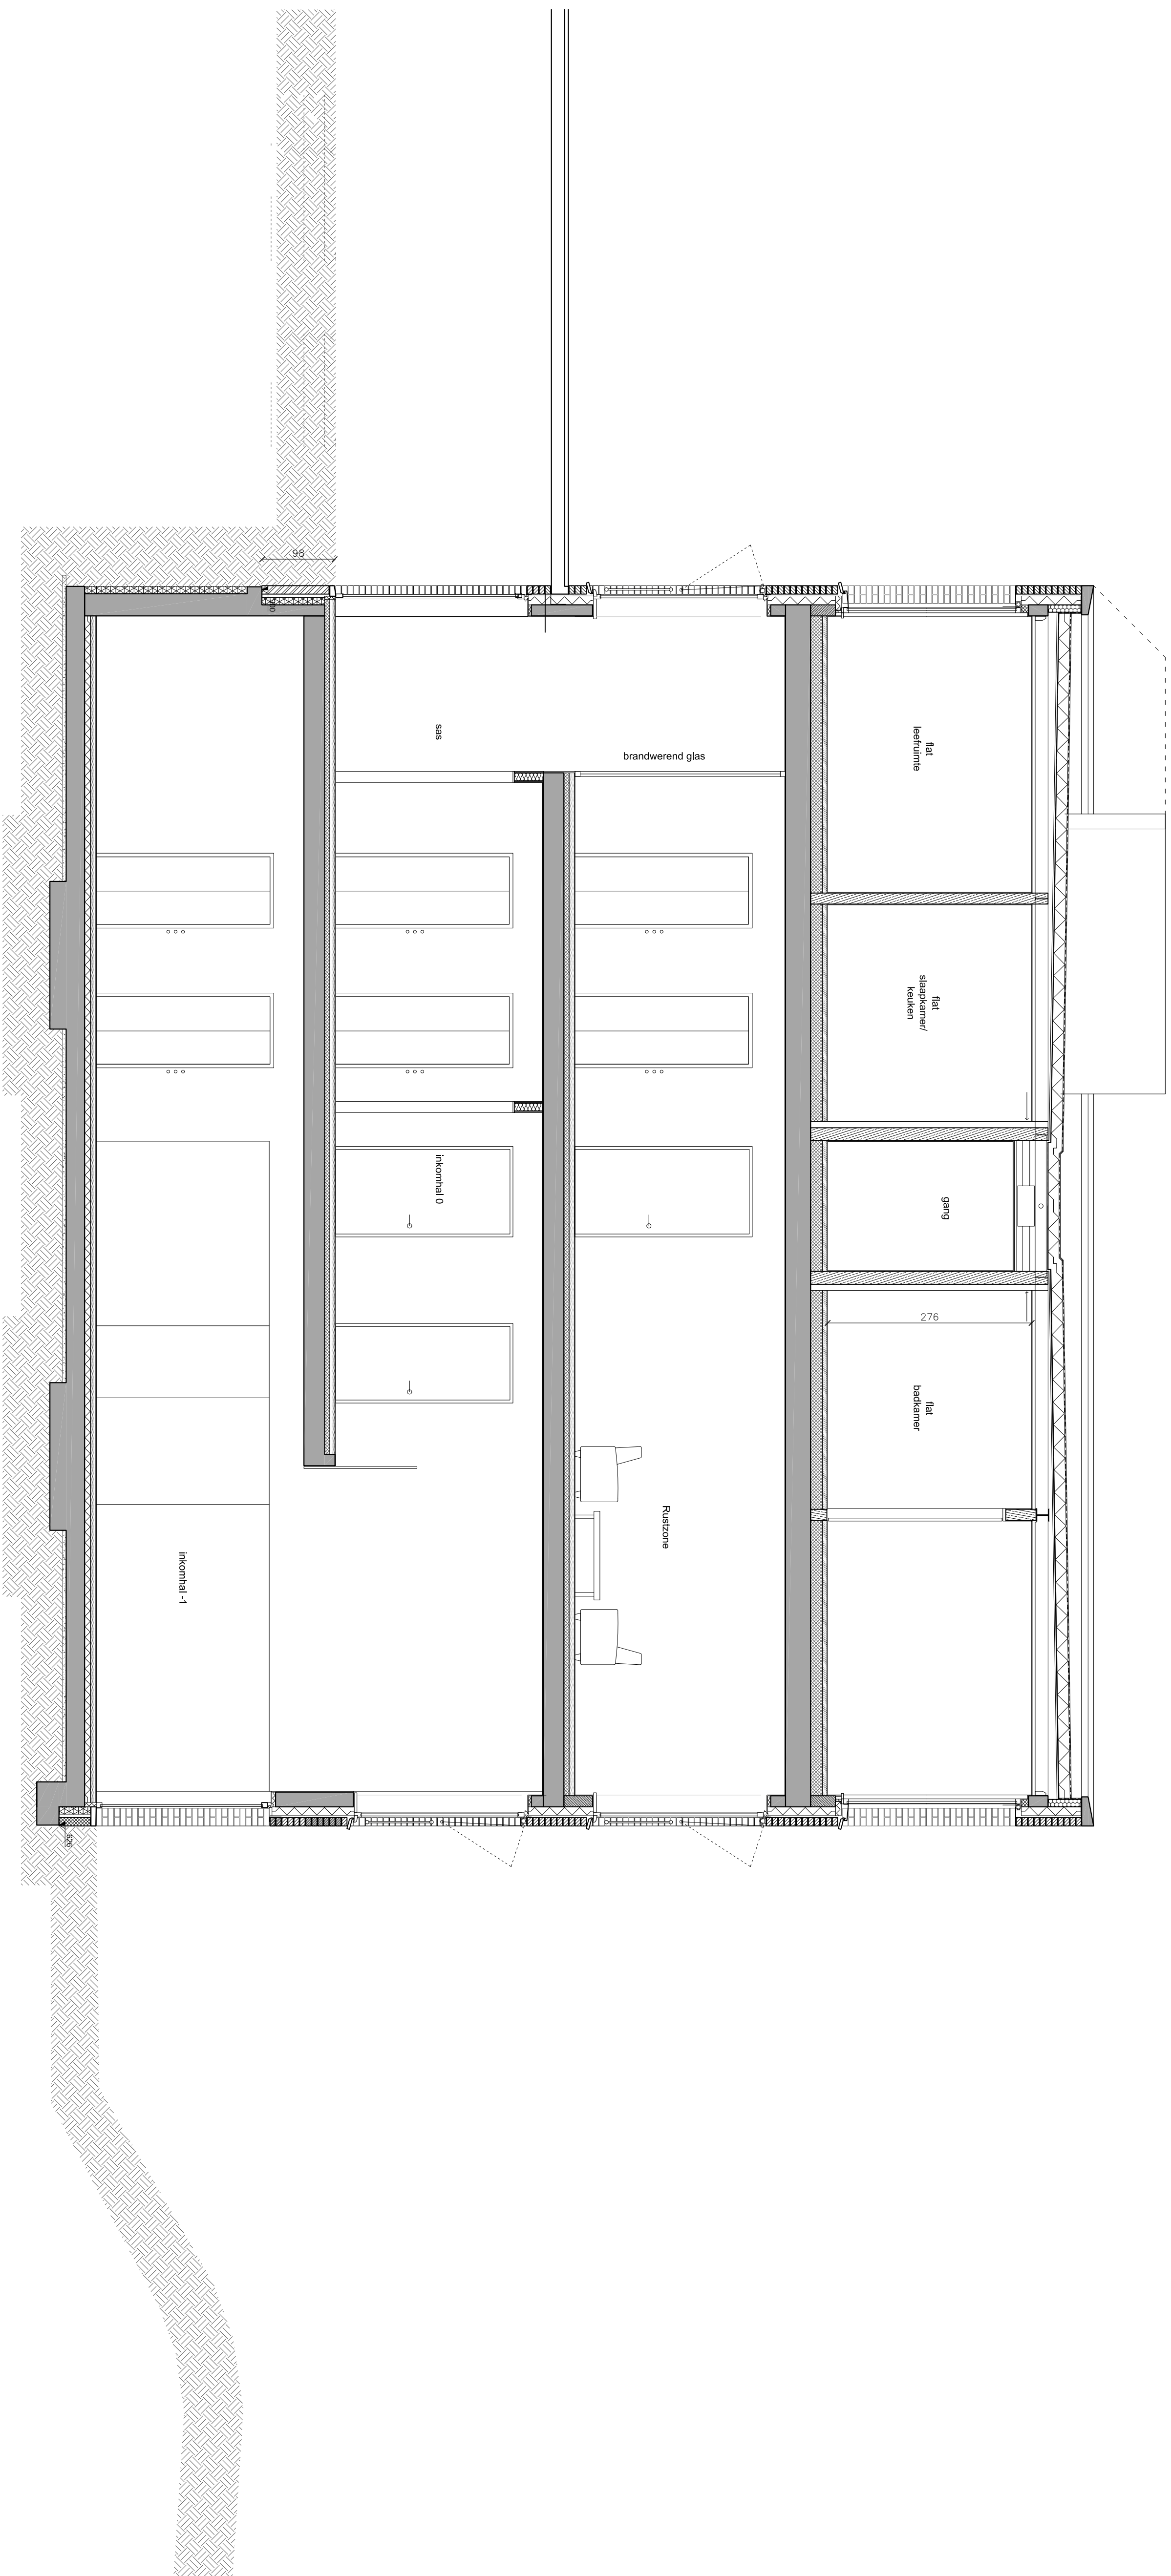 flat
leefruimte
flat
slaapkamer/
keuken
gang
276
flat
badkamer
brandwerend glas
Rustzone
sas
inkomhal 0
98
inkomhal -1